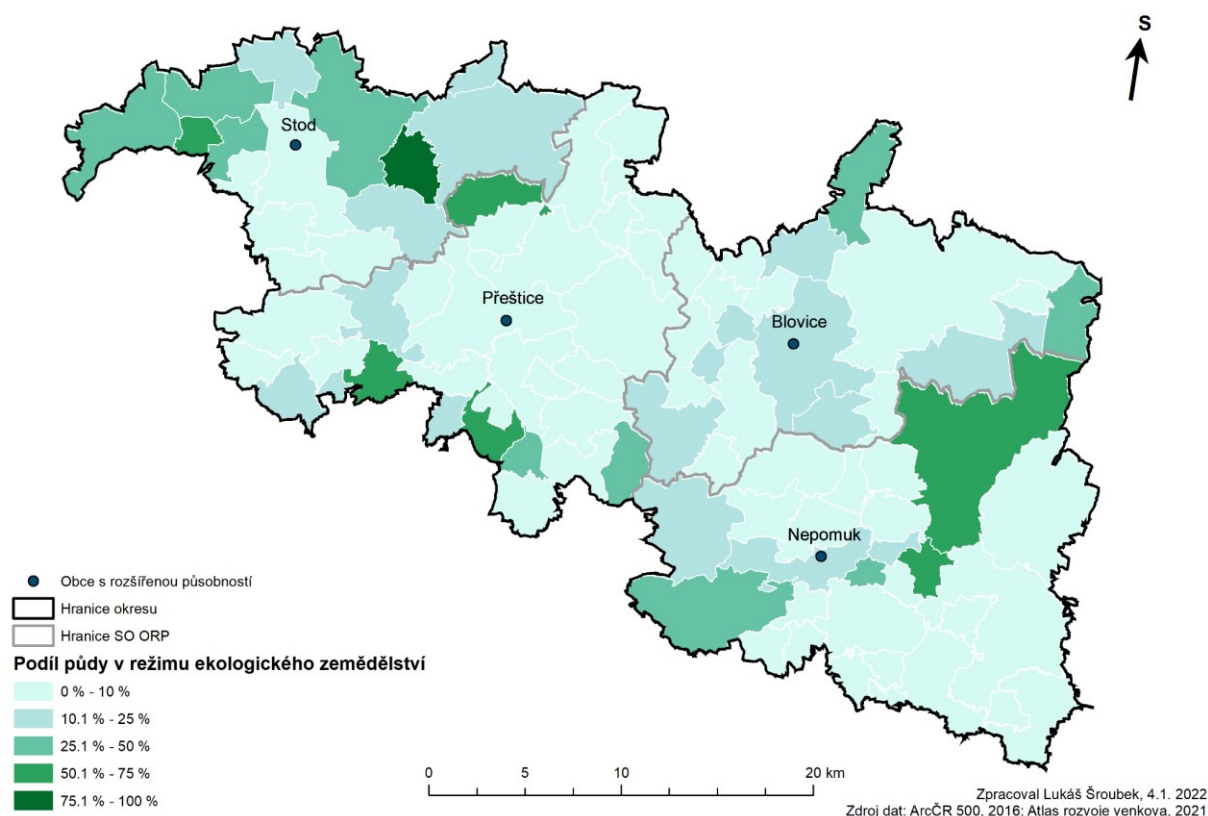 S
Stod
Přeštice
Blovice
Nepomuk
Obce s rozšířenou působností
Hranice okresu
Hranice SO ORP
Podíl půdy v režimu ekologického zemědělství
0 % - 10 %
10.1 % - 25 %
25.1 % - 50 %
50.1 % - 75 %
75.1 % - 100 %
0 5 10 20 km
Zpracoval Lukáš Šroubek, 4.1. 2022
Zdroj dat: ArcČR 500, 2016; Atlas rozvoje venkova, 2021